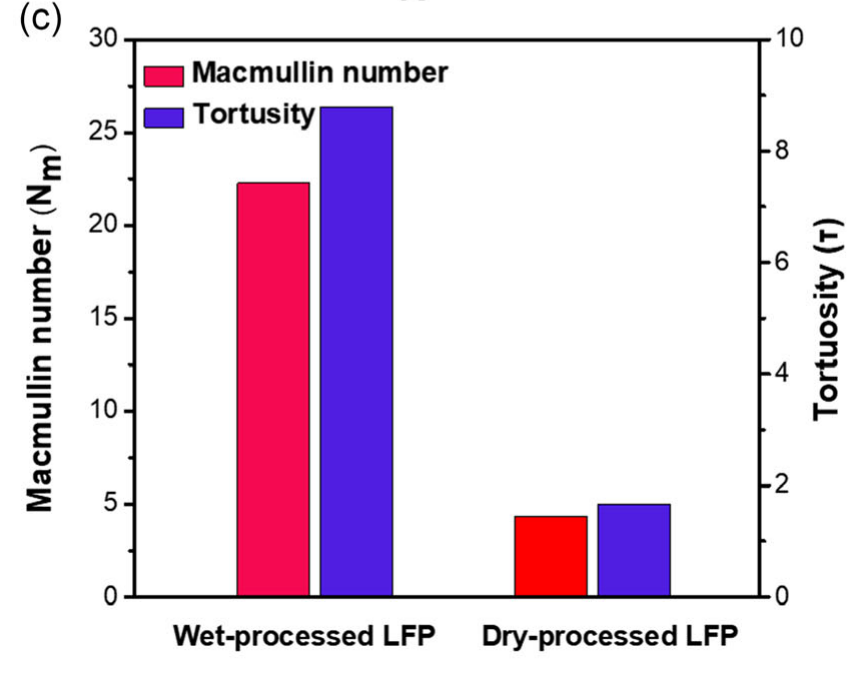 (c)
30
25
20
15
10
5
0
Macmullin number (Nm)
Macmullin number
Tortusity
10
8
6
4
2
0
Tortuosity (τ)
Wet-processed LFP
Dry-processed LFP